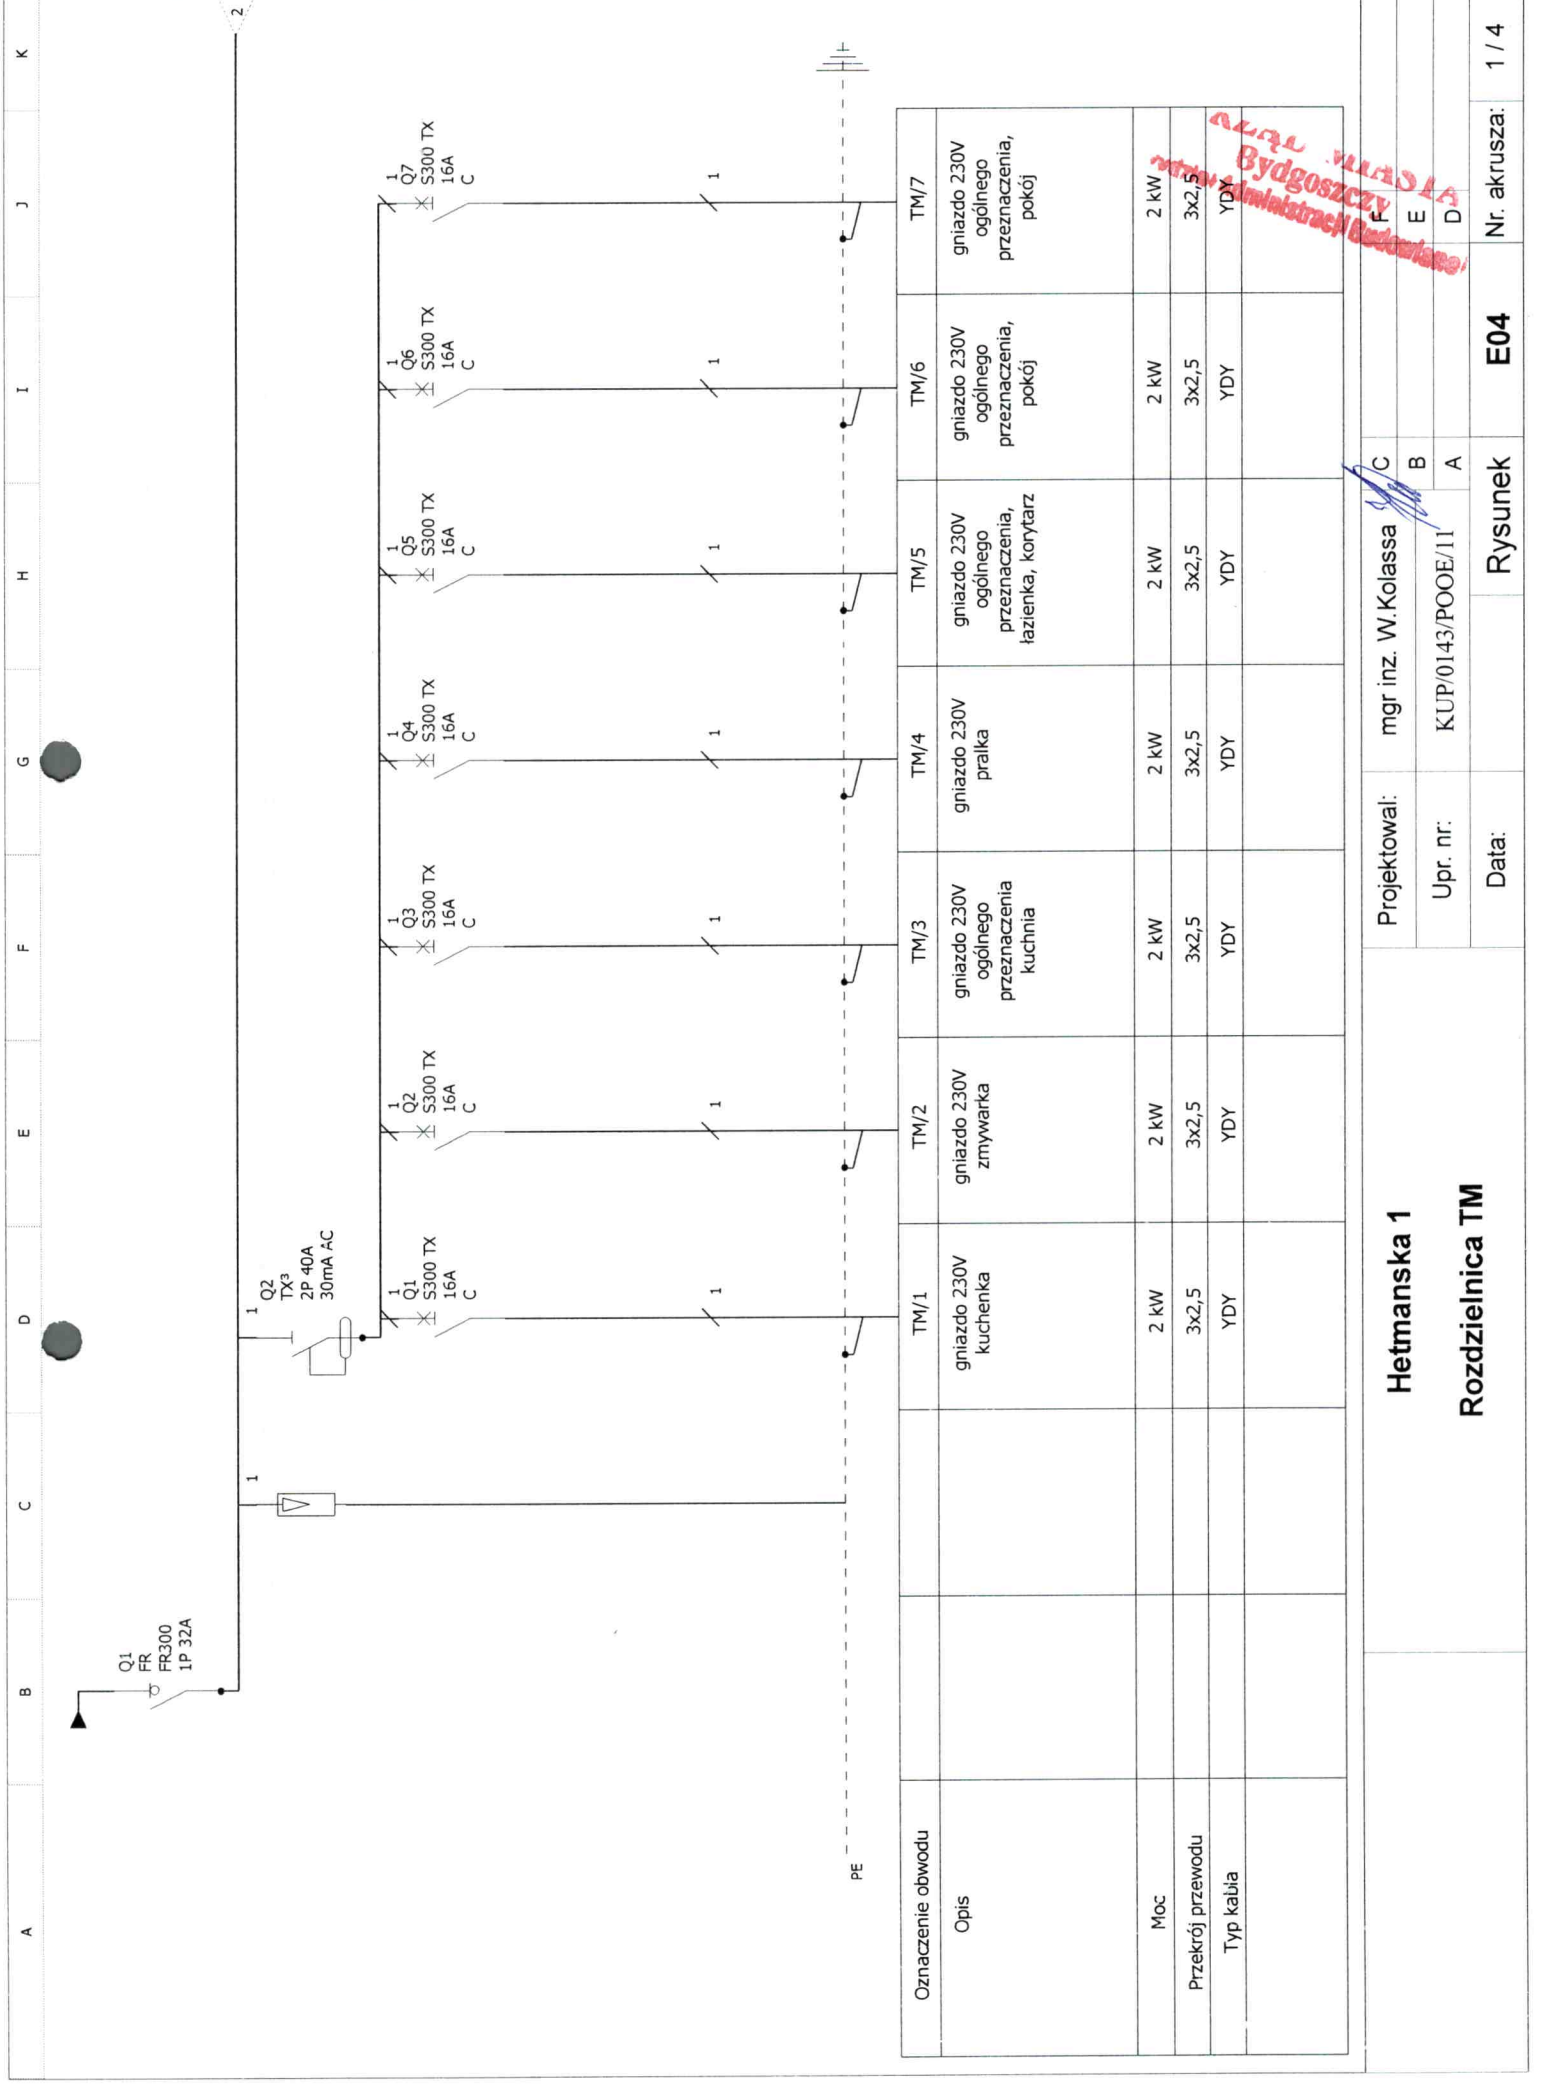 A B C D E F G H I J K
2
Q1
FR
FR300
1P 32A
1
1
Q2
TX³
2P 40A
30mA AC
1
Q1
S300 TX
16A
C
1
1
Q2
S300 TX
16A
C
1
1
Q3
S300 TX
16A
C
1
1
Q4
S300 TX
16A
C
1
1
Q5
S300 TX
16A
C
1
1
Q6
S300 TX
16A
C
1
1
Q7
S300 TX
16A
C
1
PE
Oznaczenie obwodu TM/1 TM/2 TM/3 TM/4 TM/5 TM/6 TM/7
Opis
gniazdo 230V
kuchenka
gniazdo 230V
zmywarka
gniazdo 230V
ogólnego
przeznaczenia
kuchnia
gniazdo 230V
pralka
gniazdo 230V
ogólnego
przeznaczenia,
łazienka, korytarz
gniazdo 230V
ogólnego
przeznaczenia,
pokój
gniazdo 230V
ogólnego
przeznaczenia,
pokój
Moc 2 kW 2 kW 2 kW 2 kW 2 kW 2 kW 2 kW
Przekrój przewodu 3x2,5 3x2,5 3x2,5 3x2,5 3x2,5 3x2,5 3x2,5
Typ kabla YDY YDY YDY YDY YDY YDY YDY
MIASTA
Bydgoszczy
Administracji Budowlanej
Hetmanska 1
Rozdzielnica TM
Projektowal: mgr inz. W.Kolassa
Upr. nr: KUP/0143/POOE/11
Data:
C F
B E
A D
Rysunek E04 Nr. akrusza: 1 / 4